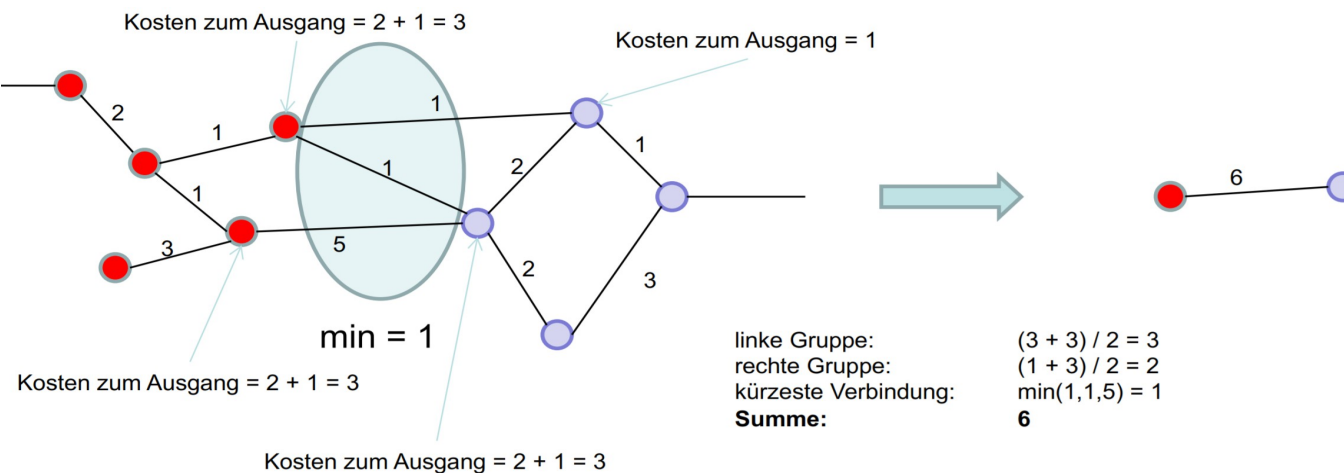 Kosten zum Ausgang = 2 + 1 = 3
Kosten zum Ausgang = 1
2
1
1
3
1
1
5
2
1
2
3
6
min = 1
Kosten zum Ausgang = 2 + 1 = 3
Kosten zum Ausgang = 2 + 1 = 3
linke Gruppe: (3 + 3) / 2 = 3
rechte Gruppe: (1 + 3) / 2 = 2
kürzeste Verbindung: min(1,1,5) = 1
Summe: 6